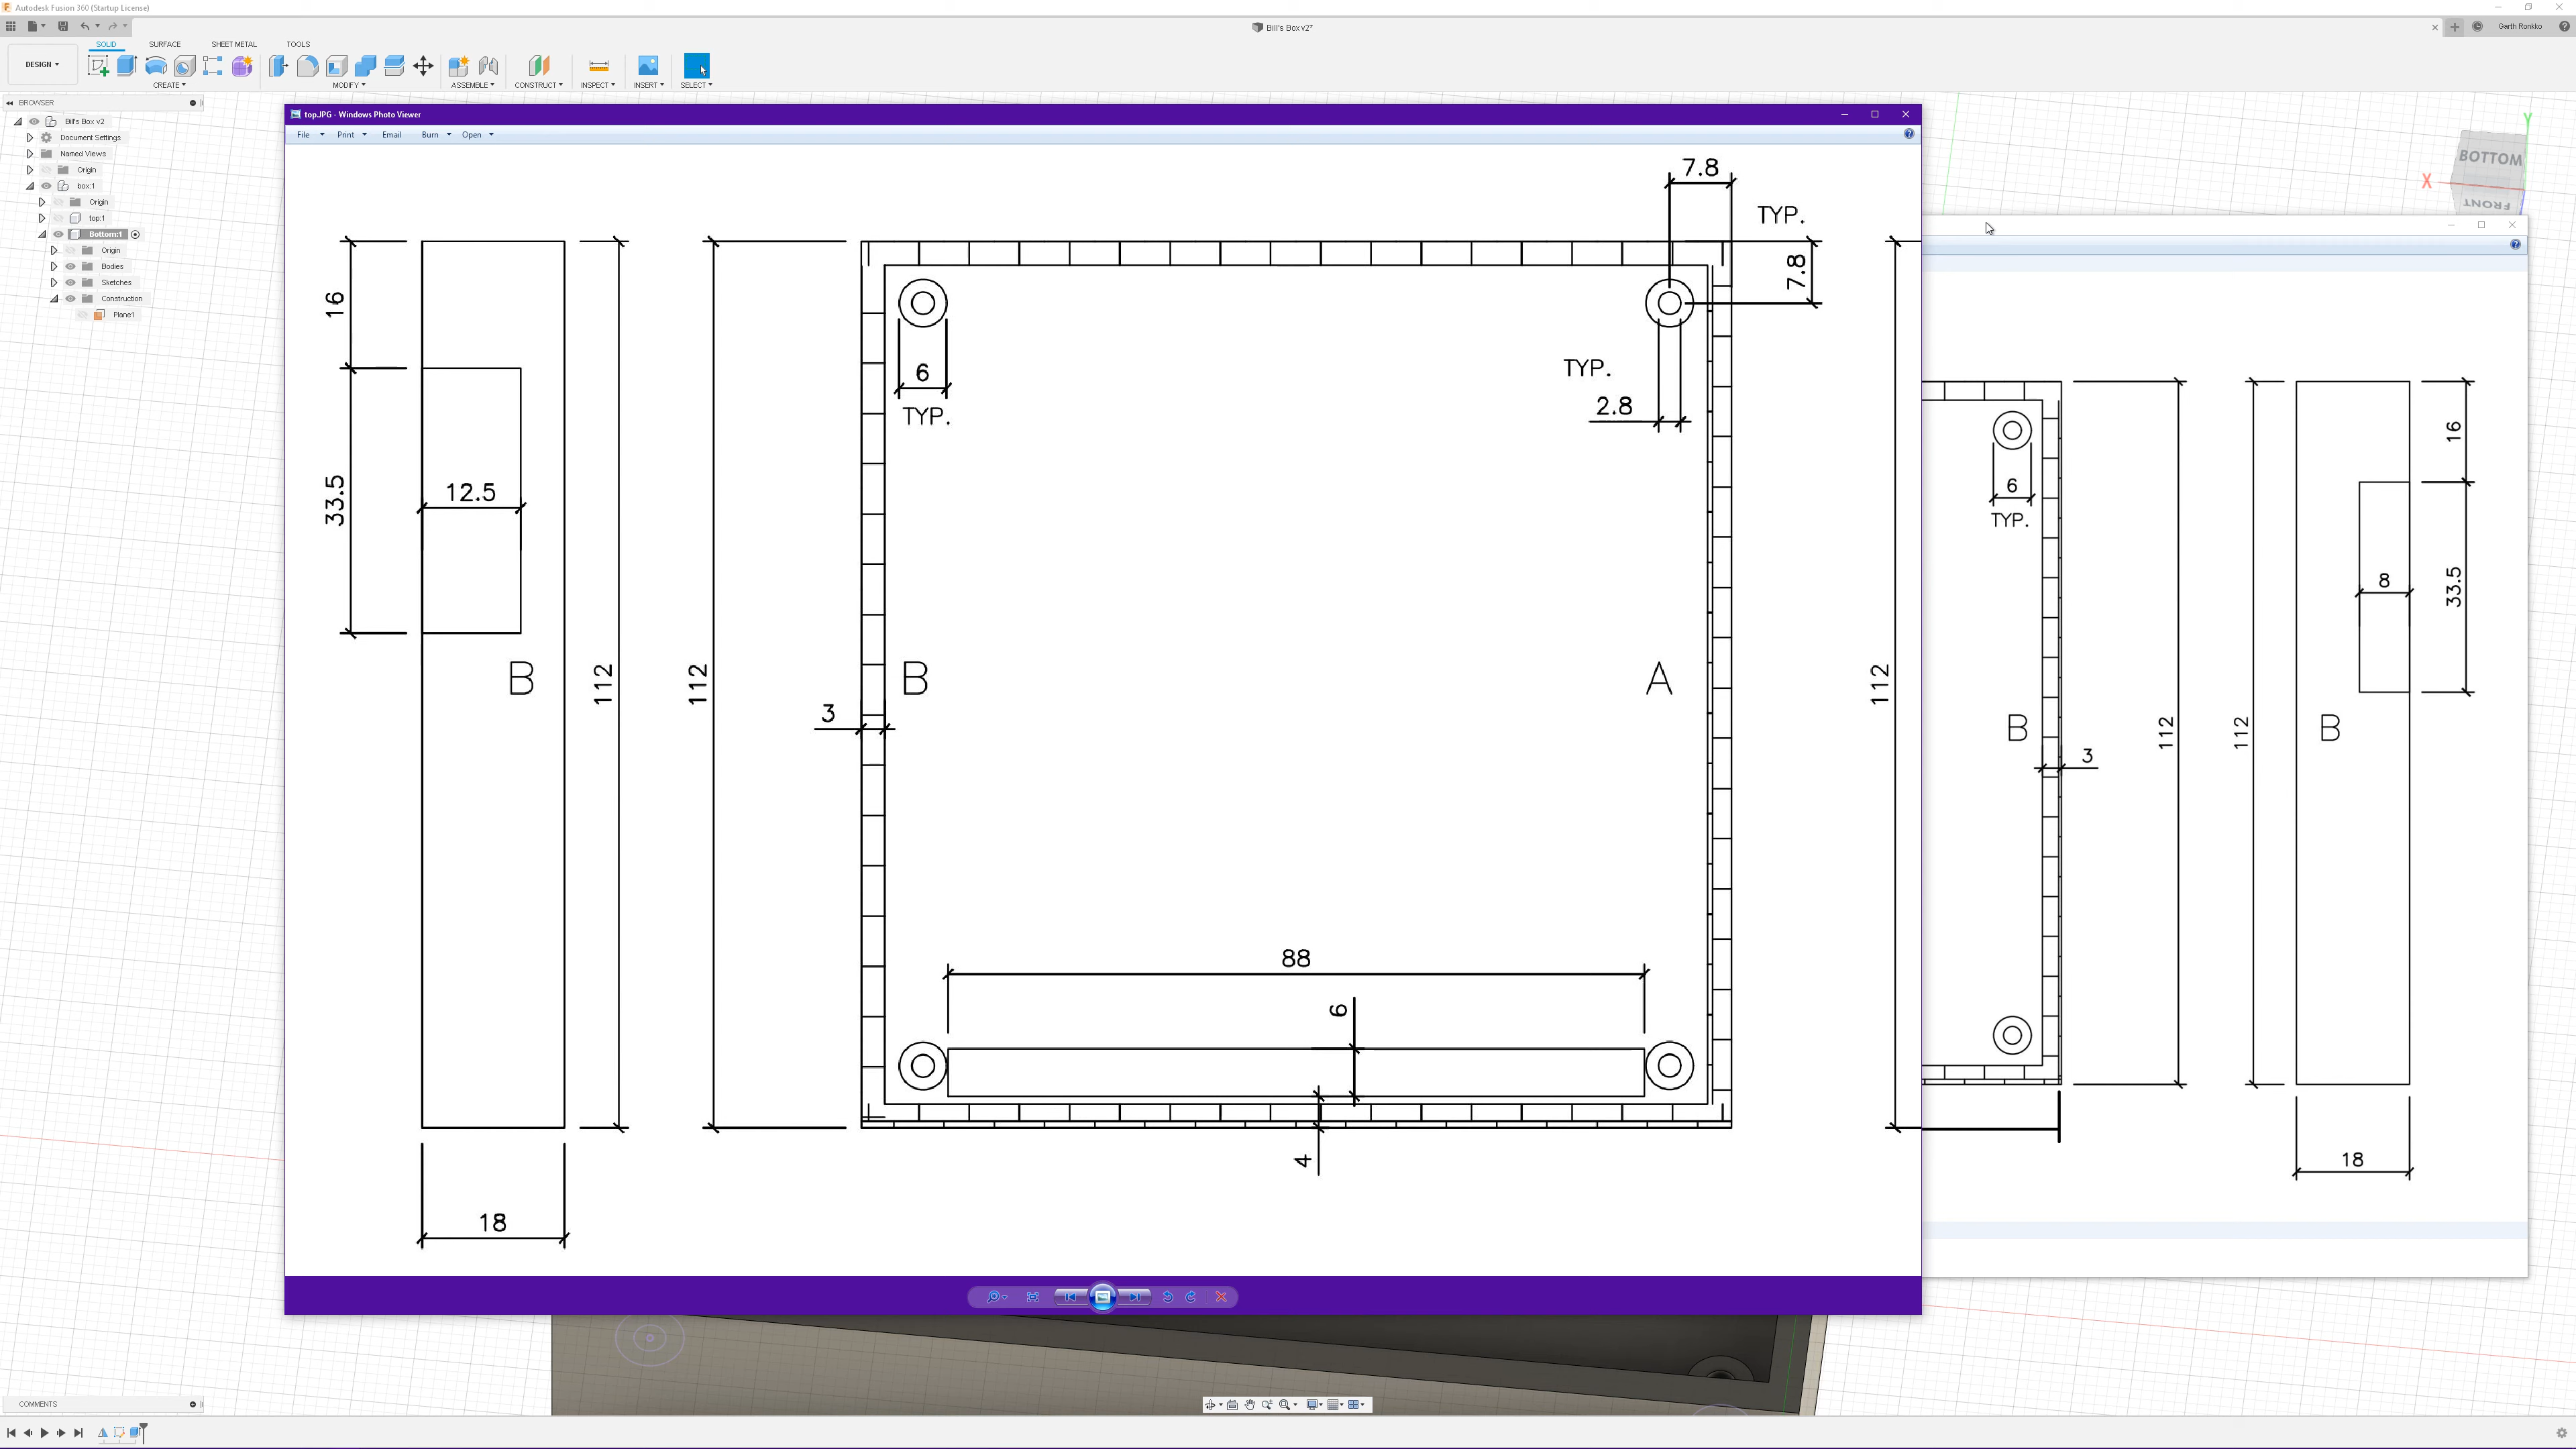 Autodesk Fusion 360 (Startup License)
Bill's Box v2*
Garth Ronkko
DESIGN
SOLID SURFACE SHEET METAL TOOLS
CREATE MODIFY ASSEMBLE CONSTRUCT INSPECT INSERT SELECT
BROWSER
Bill's Box v2
Document Settings
Named Views
Origin
box:1
Origin
top:1
Bottom:1
Origin
Bodies
Sketches
Construction
Plane1
top.JPG - Windows Photo Viewer
File Print Email Burn Open
7.8
TYP.
7.8
16
6
TYP.
TYP.
2.8
33.5
12.5
B
112
112
B
A
112
3
88
6
4
18
BOTTOM
FRONT
X
Y
6
TYP.
16
8
33.5
B
112
112
B
3
18
COMMENTS